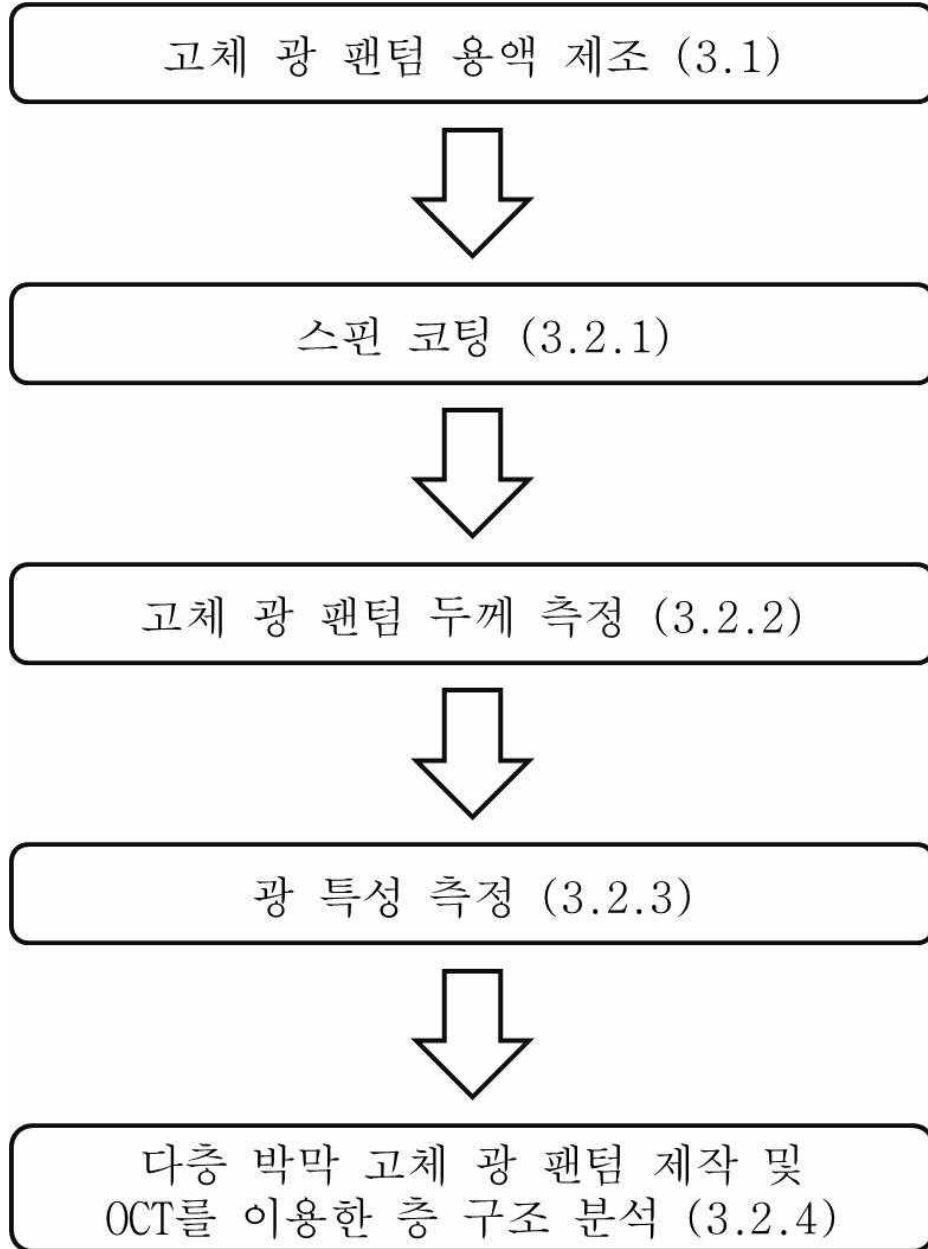 고체 광 팬텀 용액 제조 (3.1)
스핀 코팅 (3.2.1)
고체 광 팬텀 두께 측정 (3.2.2)
광 특성 측정 (3.2.3)
다층 박막 고체 광 팬텀 제작 및
OCT를 이용한 층 구조 분석 (3.2.4)